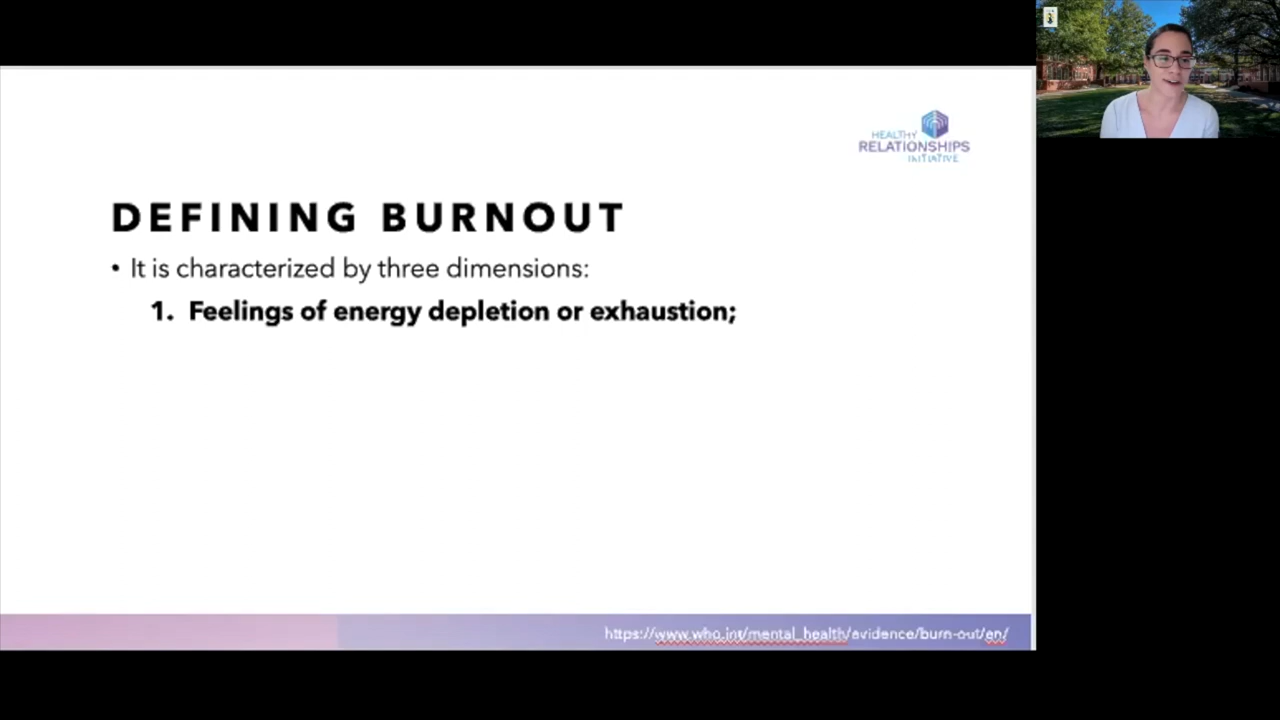 HEALTHY
RELATIONSHIPS
INITIATIVE
DEFINING BURNOUT
• It is characterized by three dimensions:
1. Feelings of energy depletion or exhaustion;
https://www.who.int/mental_health/evidence/burn-out/en/